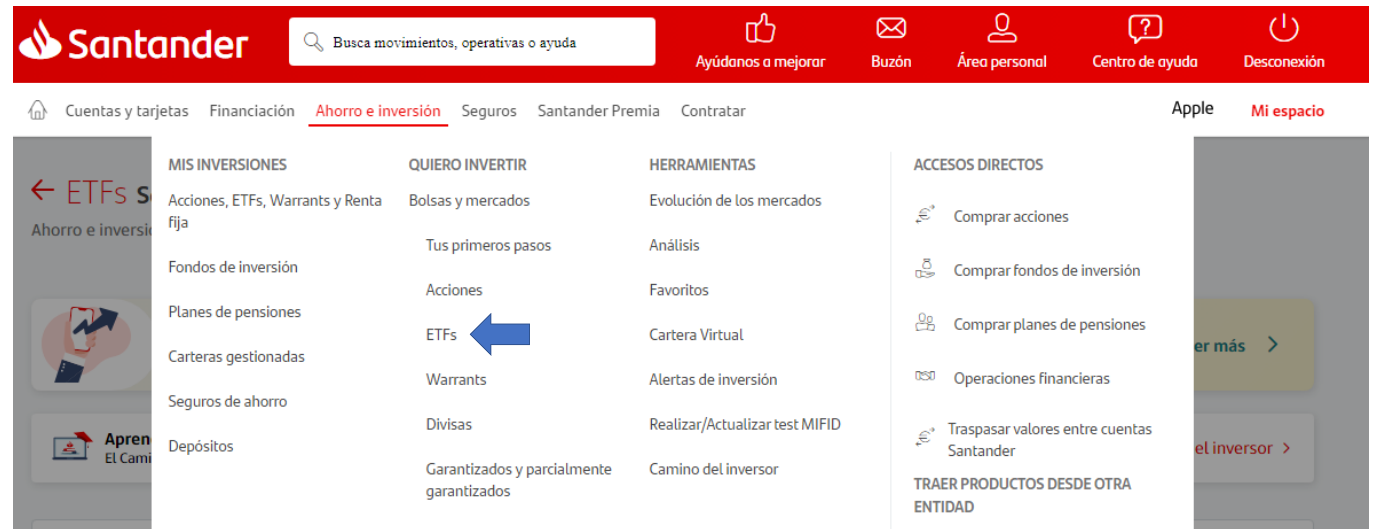 Santander
Busca movimientos, operativas o ayuda
Ayúdanos a mejorar
Buzón
Área personal
Centro de ayuda
Desconexión
Cuentas y tarjetas
Financiación
Ahorro e inversión
Seguros
Santander Premia
Contratar
Apple
Mi espacio
ETFs
Ahorro e inversi
Apren
El Cami
MIS INVERSIONES
Acciones, ETFs, Warrants y Renta
fija
Fondos de inversión
Planes de pensiones
Carteras gestionadas
Seguros de ahorro
Depósitos
QUIERO INVERTIR
Bolsas y mercados
Tus primeros pasos
Acciones
ETFs
Warrants
Divisas
Garantizados y parcialmente
garantizados
HERRAMIENTAS
Evolución de los mercados
Análisis
Favoritos
Cartera Virtual
Alertas de inversión
Realizar/Actualizar test MIFID
Camino del inversor
ACCESOS DIRECTOS
Comprar acciones
Comprar fondos de inversión
Comprar planes de pensiones
Operaciones financieras
Traspasar valores entre cuentas
Santander
TRAER PRODUCTOS DESDE OTRA
ENTIDAD
er más
el inversor